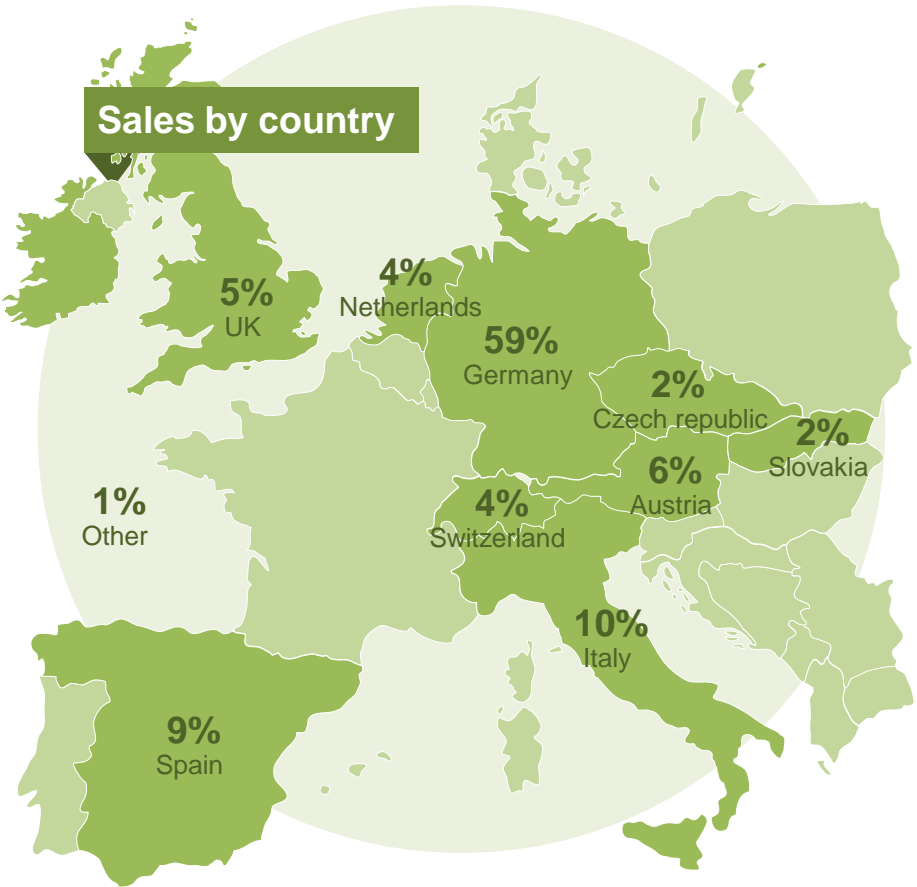 Sales by country
5%
UK
4%
Netherlands
59%
Germany
2%
Czech republic
2%
Slovakia
6%
Austria
4%
Switzerland
1%
Other
10%
Italy
9%
Spain